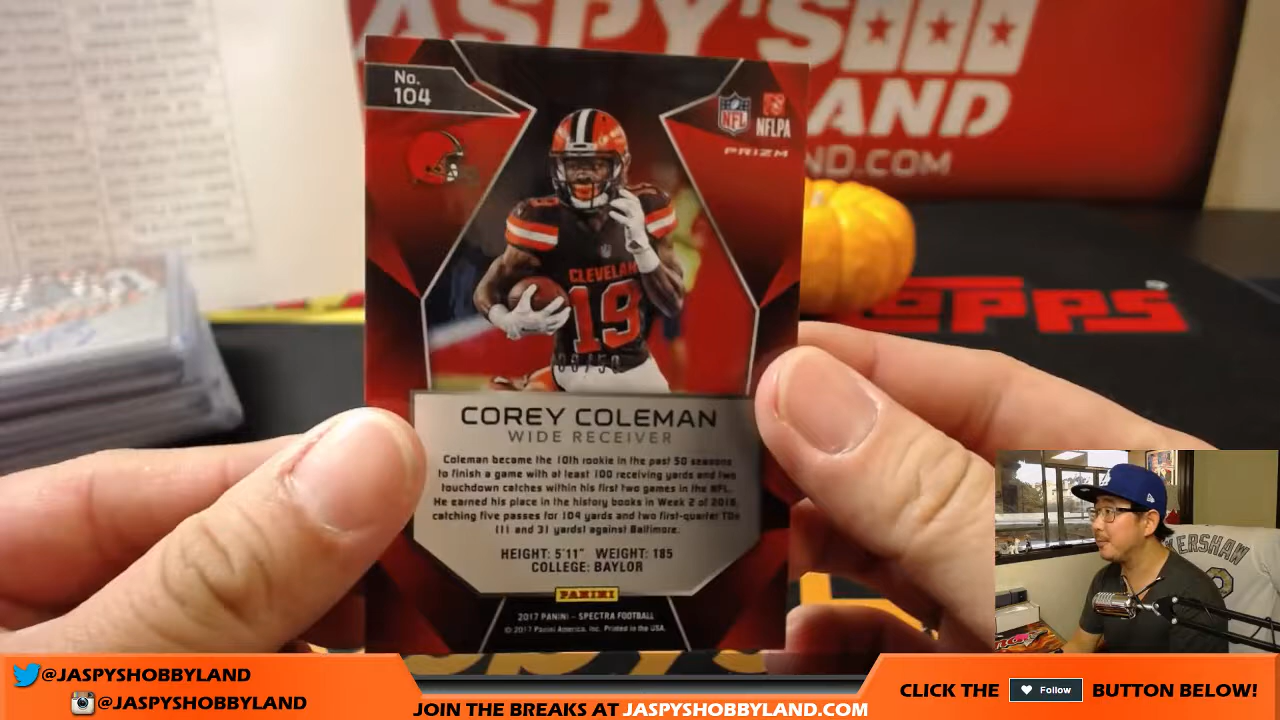 ASPY'S
LAND
ND.COM
No.
104
NFL
NFLPA
PRIZM
TOPPS
CLEVELAN
19
19
/50
COREY COLEMAN
WIDE RECEIVER
Coleman became the 10th rookie in the past 50 seasons
to finish a game with at least 100 receiving yards and two
touchdown catches within his first two games in the NFL.
He earned his place in the history books in Week 2 of 2016,
catching five passes for 104 yards and two first-quarter TDs
(11 and 31 yards) against Baltimore.
HEIGHT: 5'11" WEIGHT: 185
COLLEGE: BAYLOR
PANINI
2017 PANINI - SPECTRA FOOTBALL
© 2017 Panini America, Inc. Printed in the USA.
KERSHAW
@JASPYSHOBBYLAND
@JASPYSHOBBYLAND
JOIN THE BREAKS AT JASPYSHOBBYLAND.COM
CLICK THE Follow BUTTON BELOW!